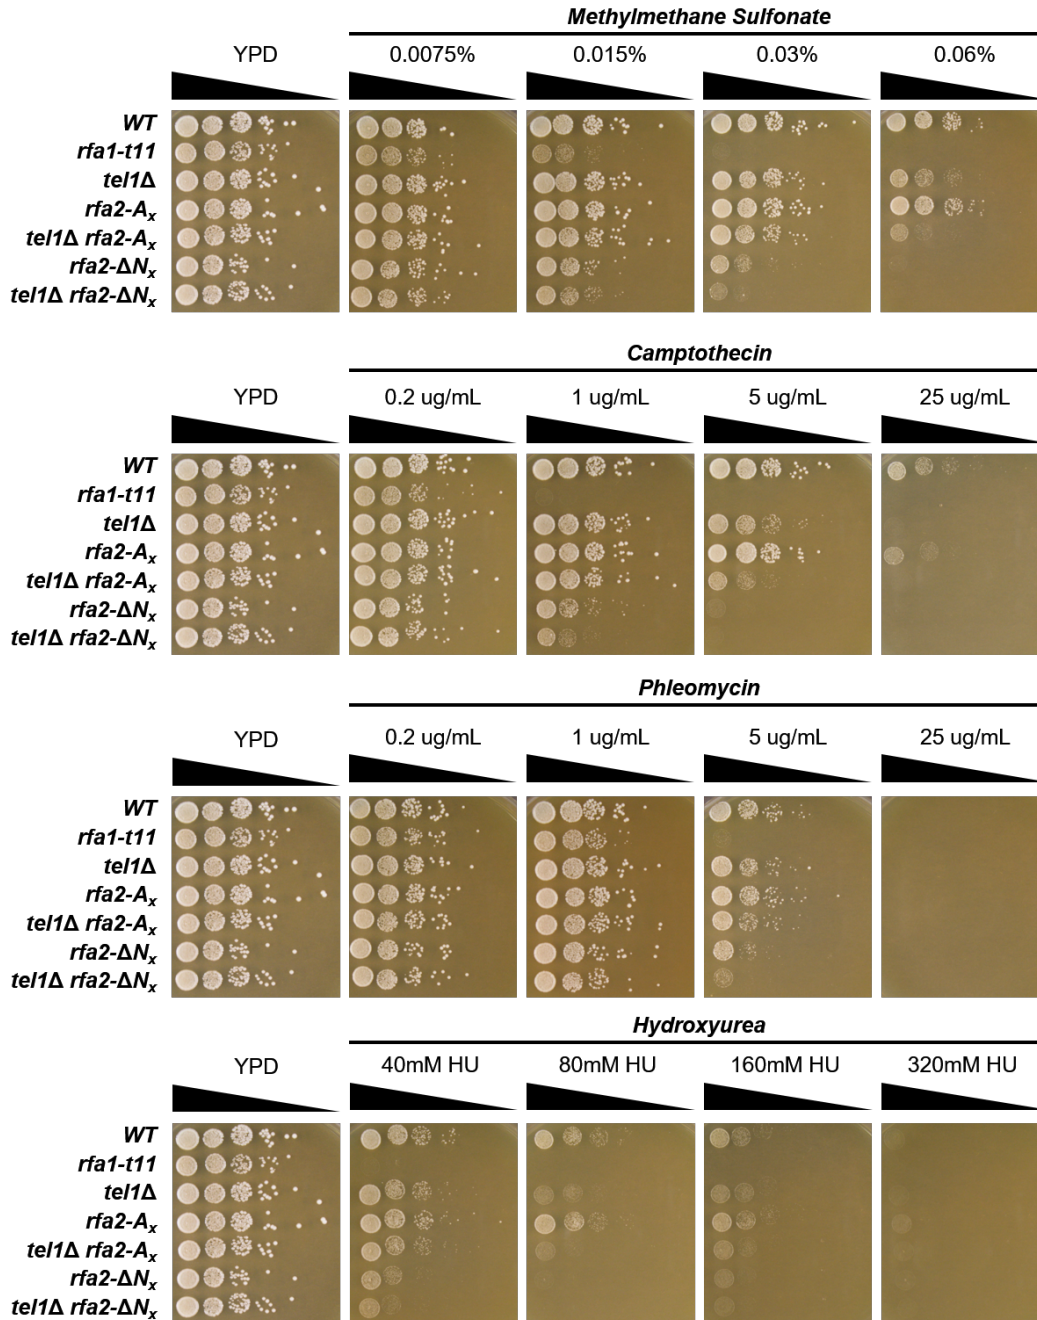 Methylmethane Sulfonate
YPD 0.0075% 0.015% 0.03% 0.06%
WT
rfa1-t11
tel1Δ
rfa2-Ax
tel1Δ rfa2-Ax
rfa2-ΔNx
tel1Δ rfa2-ΔNx
Camptothecin
YPD 0.2 ug/mL 1 ug/mL 5 ug/mL 25 ug/mL
WT
rfa1-t11
tel1Δ
rfa2-Ax
tel1Δ rfa2-Ax
rfa2-ΔNx
tel1Δ rfa2-ΔNx
Phleomycin
YPD 0.2 ug/mL 1 ug/mL 5 ug/mL 25 ug/mL
WT
rfa1-t11
tel1Δ
rfa2-Ax
tel1Δ rfa2-Ax
rfa2-ΔNx
tel1Δ rfa2-ΔNx
Hydroxyurea
YPD 40mM HU 80mM HU 160mM HU 320mM HU
WT
rfa1-t11
tel1Δ
rfa2-Ax
tel1Δ rfa2-Ax
rfa2-ΔNx
tel1Δ rfa2-ΔNx